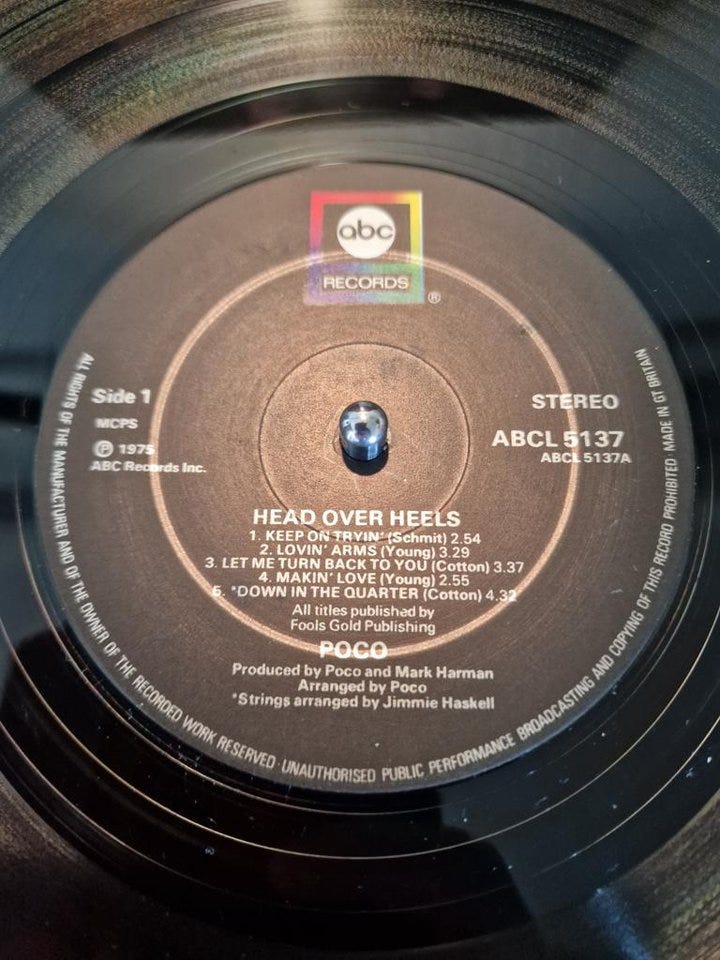 abc
RECORDS
®
Side 1
MCPS
Ⓟ 1975
ABC Records Inc.
STEREO
ABCL 5137
ABCL 5137A
HEAD OVER HEELS
1. KEEP ON TRYIN' (Schmit) 2.54
2. LOVIN' ARMS (Young) 3.29
3. LET ME TURN BACK TO YOU (Cotton) 3.37
4. MAKIN' LOVE (Young) 2.55
5. *DOWN IN THE QUARTER (Cotton) 4.32
All titles published by
Fools Gold Publishing
POCO
Produced by Poco and Mark Harman
Arranged by Poco
*Strings arranged by Jimmie Haskell
ALL RIGHTS OF THE MANUFACTURER AND OF THE OWNER OF THE RECORDED WORK RESERVED · UNAUTHORISED PUBLIC PERFORMANCE BROADCASTING AND COPYING OF THIS RECORD PROHIBITED · MADE IN GT BRITAIN